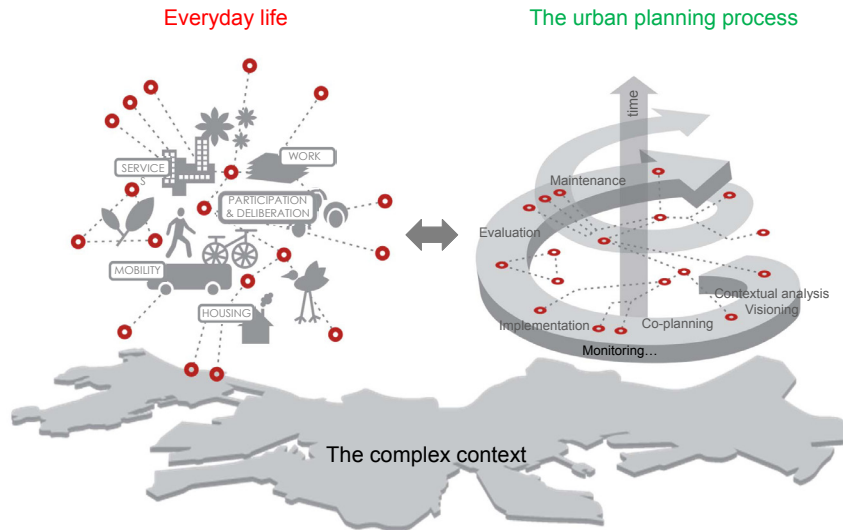 Everyday life
The urban planning process
SERVICE
S
WORK
PARTICIPATION
& DELIBERATION
MOBILITY
HOUSING
time
Maintenance
Evaluation
Contextual analysis
Visioning
Implementation
Co-planning
Monitoring…
The complex context